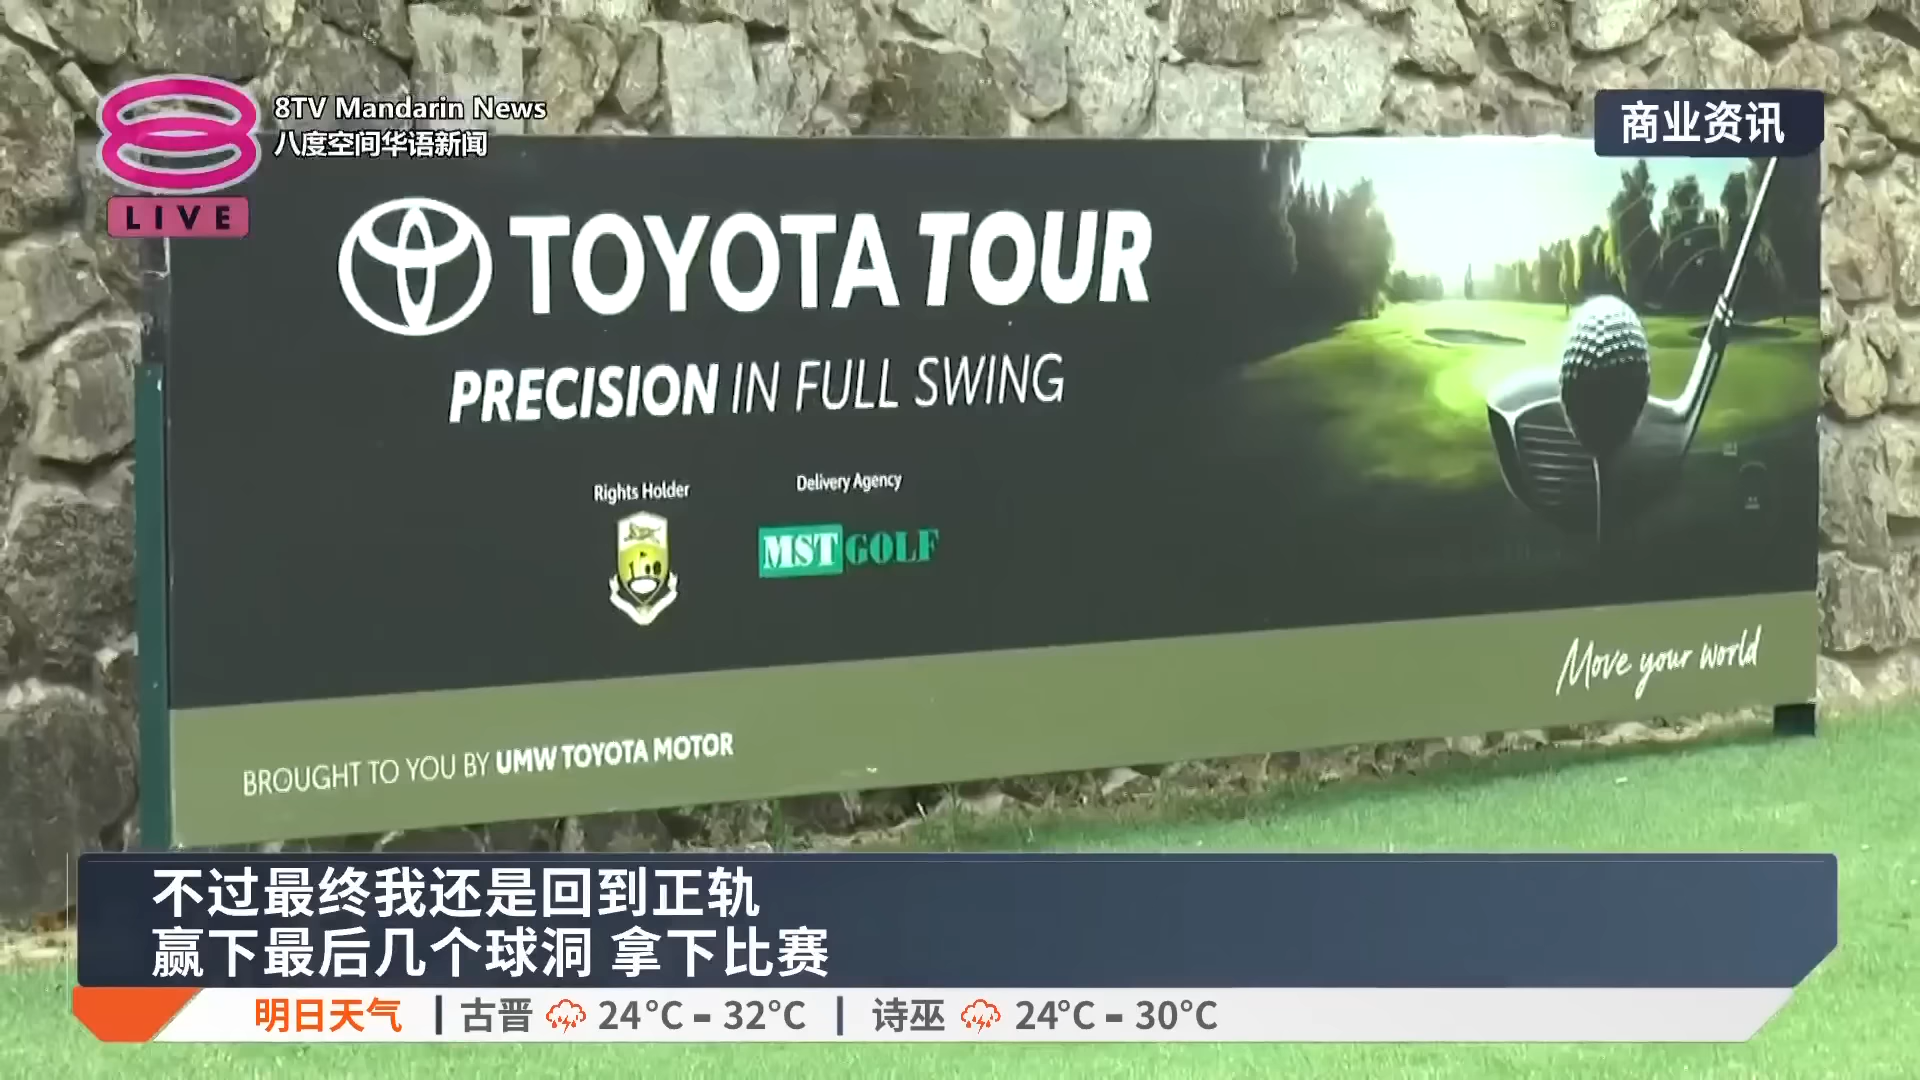 8TV Mandarin News
八度空间华语新闻
LIVE
商业资讯
TOYOTA TOUR
PRECISION IN FULL SWING
Rights Holder
Delivery Agency
MST GOLF
Move your world
BROUGHT TO YOU BY UMW TOYOTA MOTOR
不过最终我还是回到正轨
赢下最后几个球洞 拿下比赛
明日天气 | 古晋 24°C - 32°C | 诗巫 24°C - 30°C